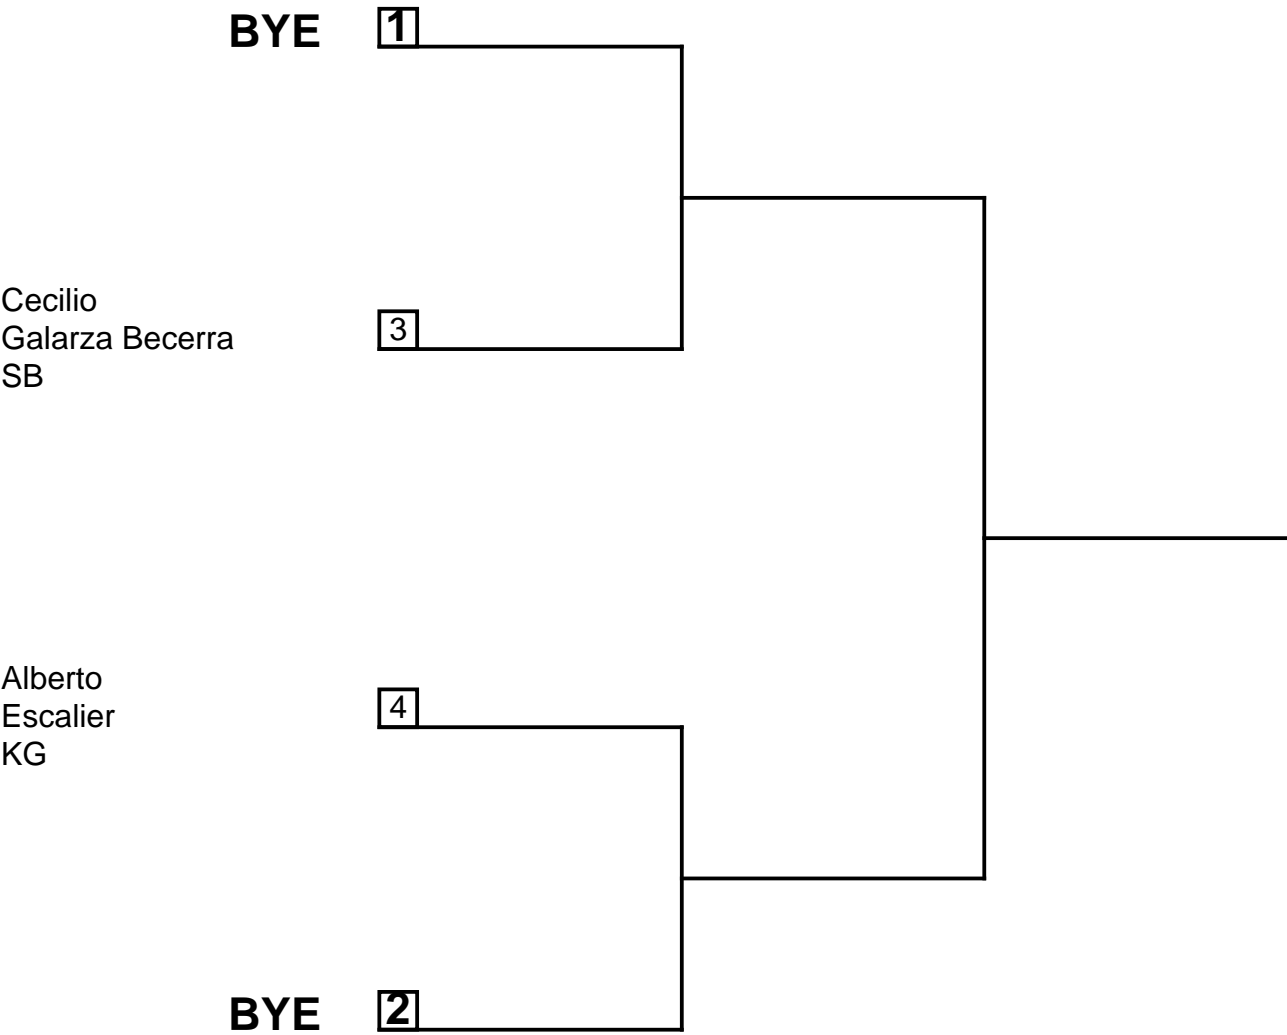 BYE 1
Cecilio
Galarza Becerra 3
SB
Alberto
Escalier 4
KG
BYE 2